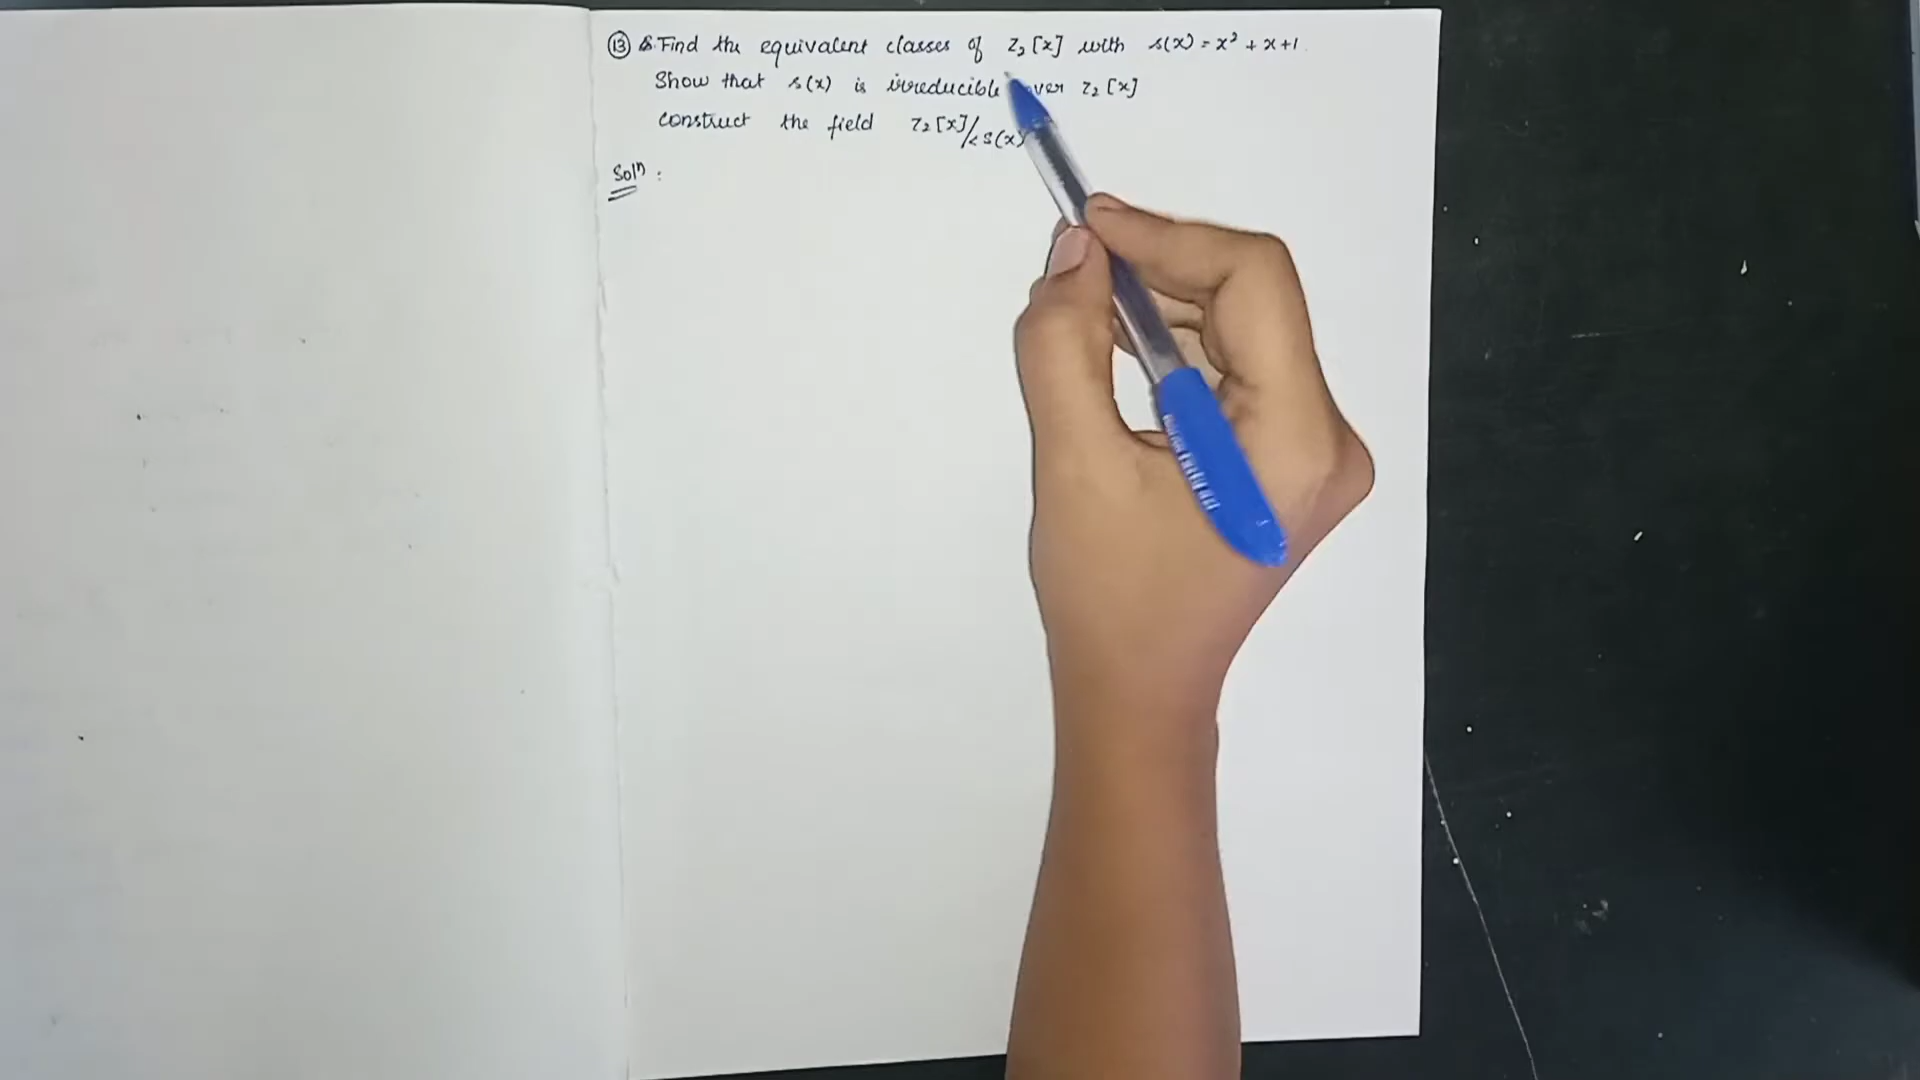 13 Find the equivalent classes of Z₂[x] with s(x) = x² + x + 1.
Show that s(x) is irreducible over Z₂[x]
construct the field Z₂[x]/<s(x)
Soln :